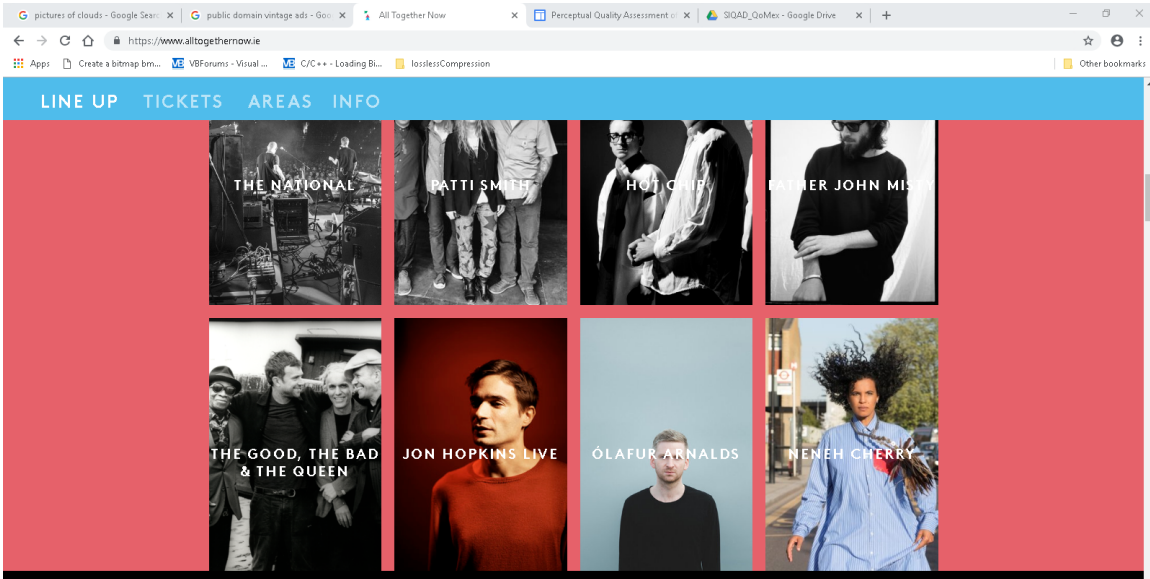 pictures of clouds - Google Searc
public domain vintage ads - Goo
All Together Now
Perceptual Quality Assessment of
SIQAD_QoMex - Google Drive
https://www.alltogethernow.ie
Apps
Create a bitmap bm...
VBForums - Visual ...
C/C++ - Loading Bi...
losslessCompression
Other bookmarks
LINE UP
TICKETS
AREAS
INFO
THE NATIONAL
PATTI SMITH
HOT CHIP
FATHER JOHN MISTY
THE GOOD, THE BAD
& THE QUEEN
JON HOPKINS LIVE
ÓLAFUR ARNALDS
NENEH CHERRY